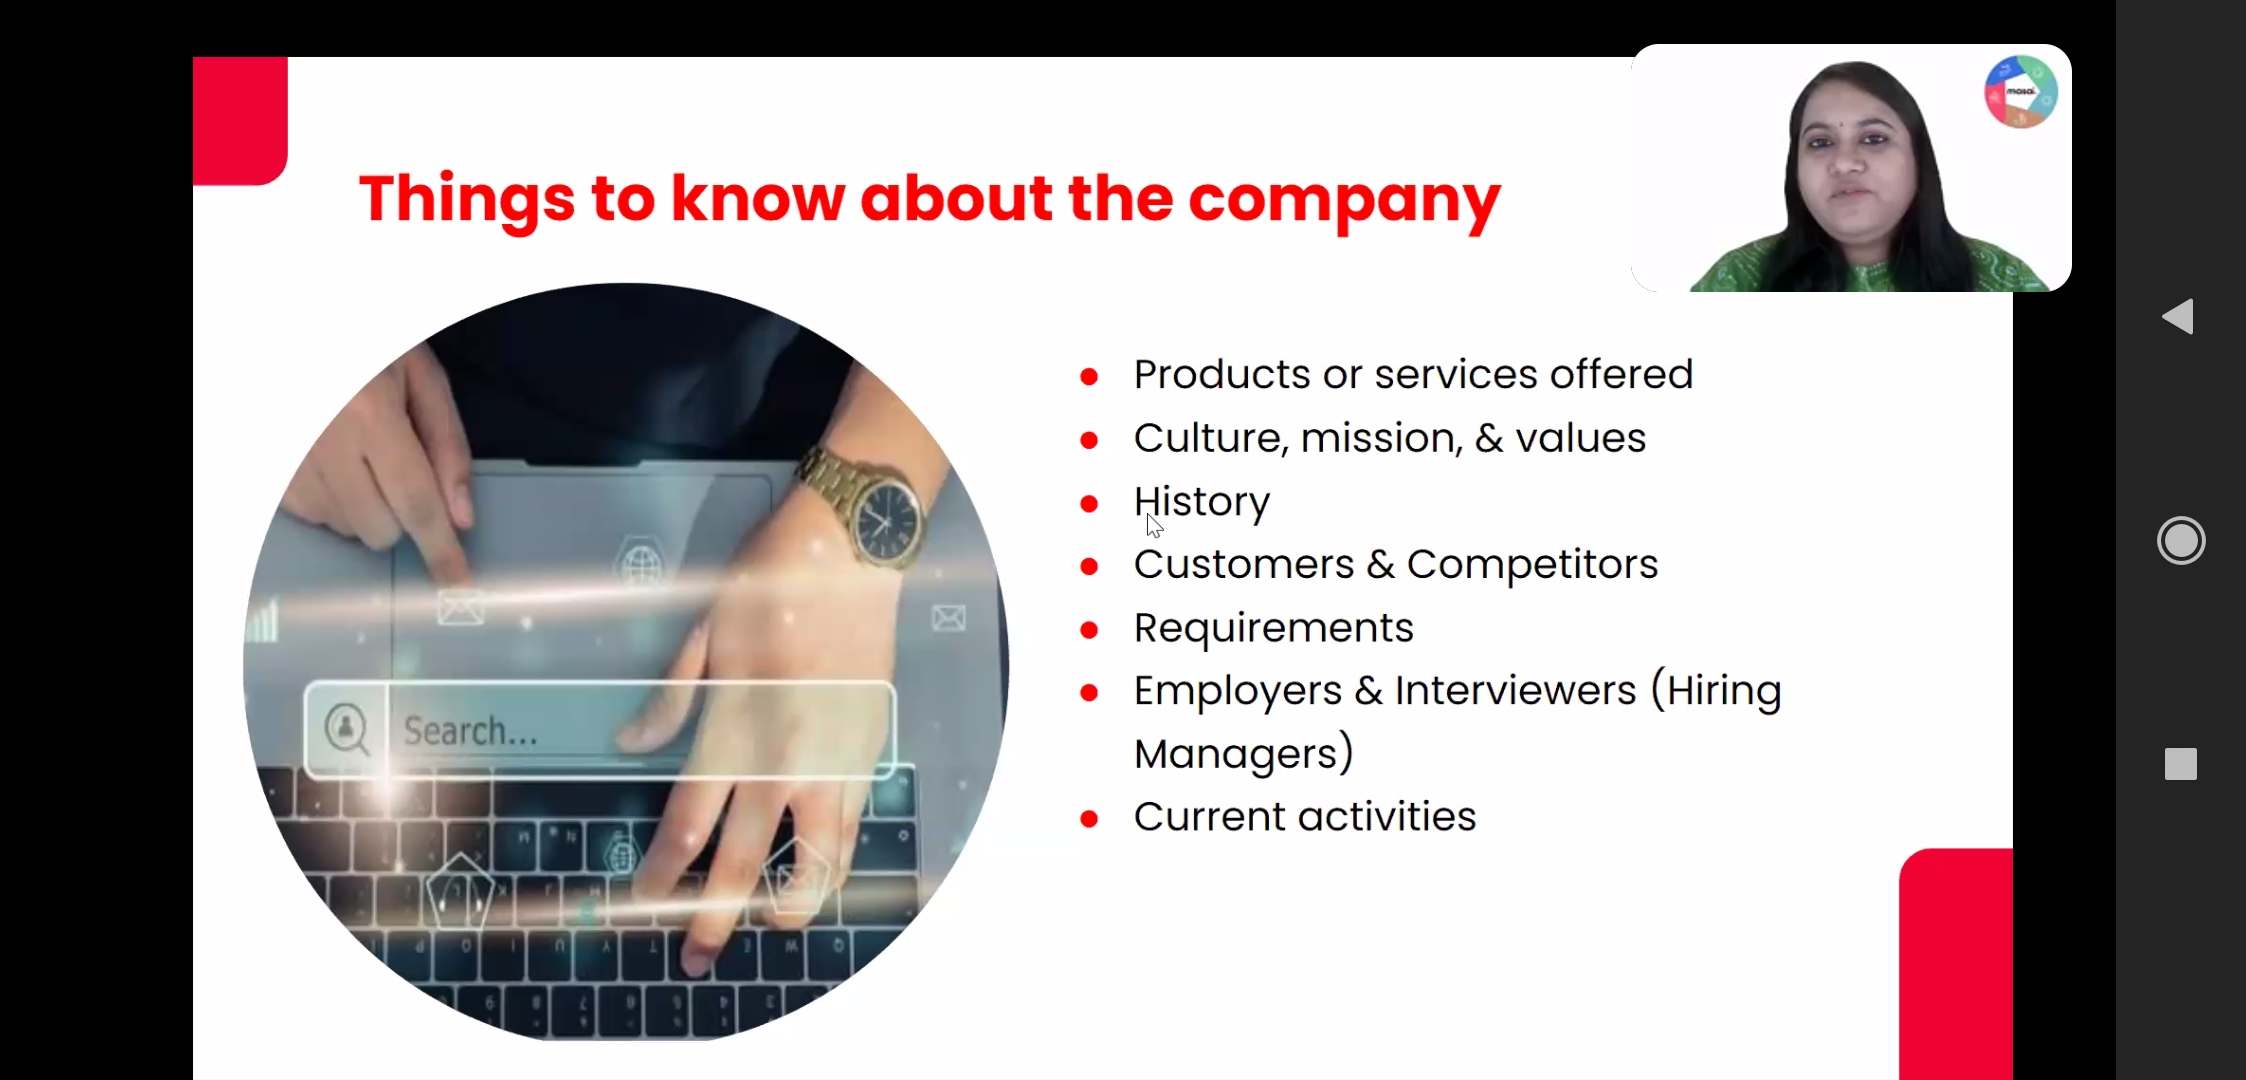 masai.
Things to know about the company
Products or services offered
Culture, mission, & values
History
Customers & Competitors
Requirements
Employers & Interviewers (Hiring
Managers)
Current activities
Search...